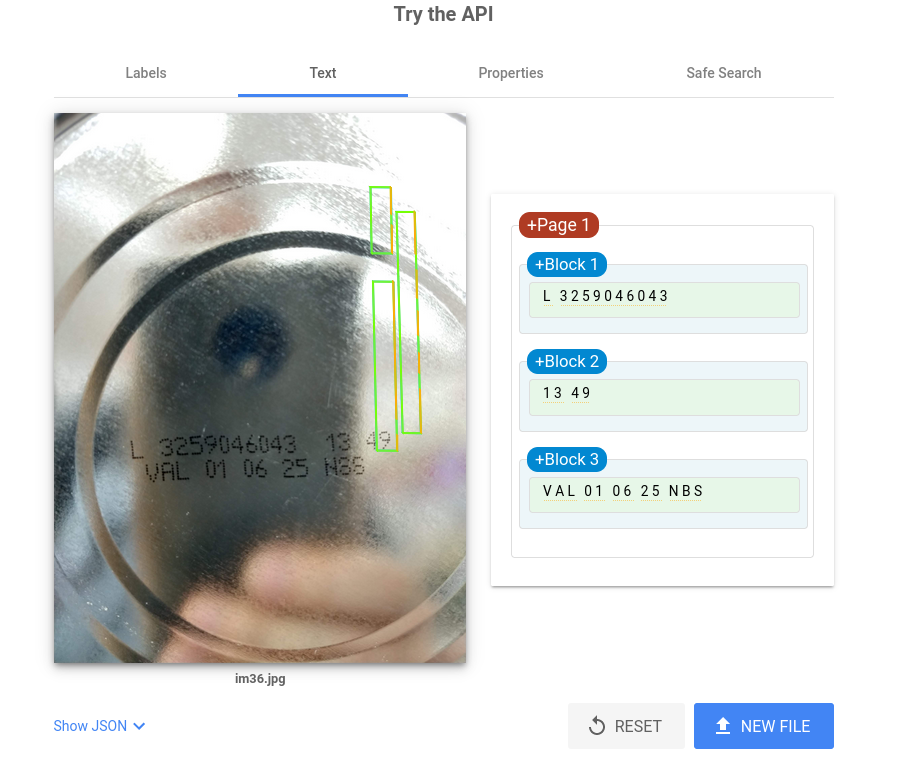 Try the API
Labels Text Properties Safe Search
L 3259046043 13 49
VAL 01 06 25 NBS
+Page 1
+Block 1
L 3259046043
+Block 2
13 49
+Block 3
VAL 01 06 25 NBS
im36.jpg
Show JSON
RESET NEW FILE